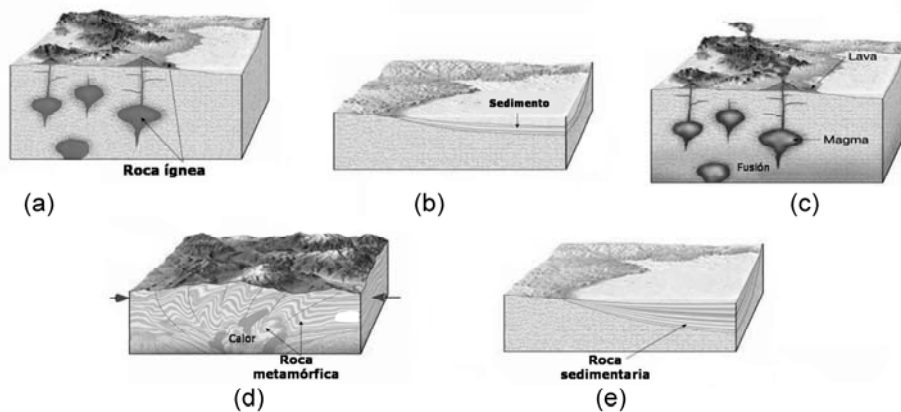 Roca ígnea
(a)
Sedimento
(b)
Lava
Magma
Fusión
(c)
Calor
Roca
metamórfica
(d)
Roca
sedimentaria
(e)